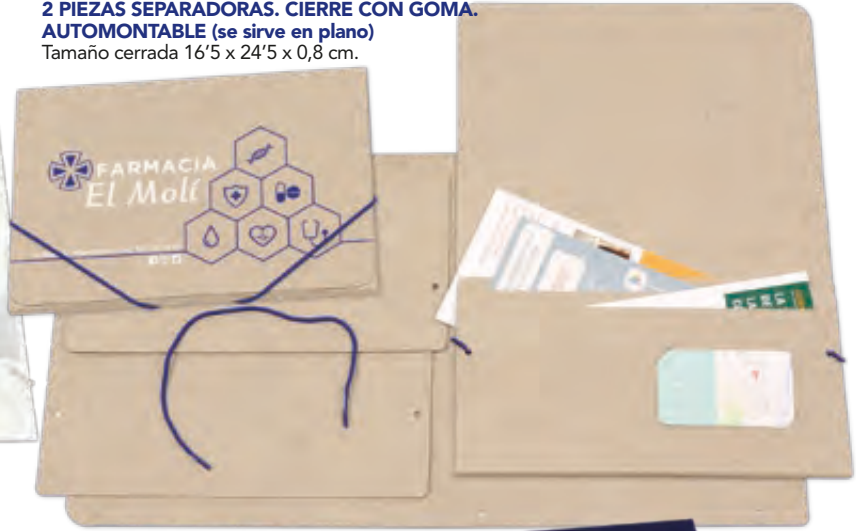 2 PIEZAS SEPARADORAS. CIERRE CON GOMA.
AUTOMONTABLE (se sirve en plano)
Tamaño cerrada 16'5 x 24'5 x 0,8 cm.
FARMACIA
El Molí